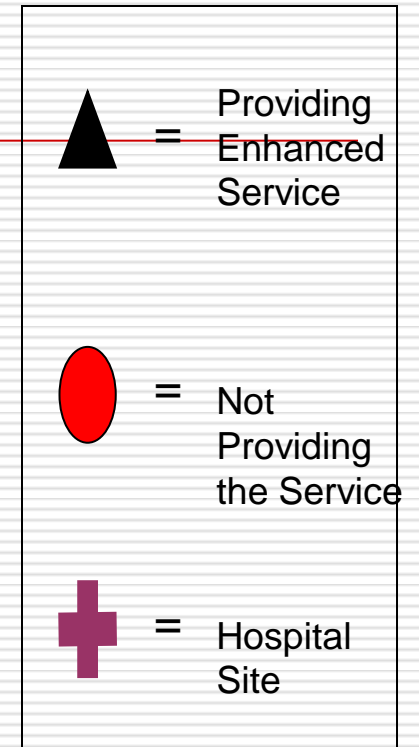 = Providing
Enhanced
Service
= Not
Providing
the Service
= Hospital
Site